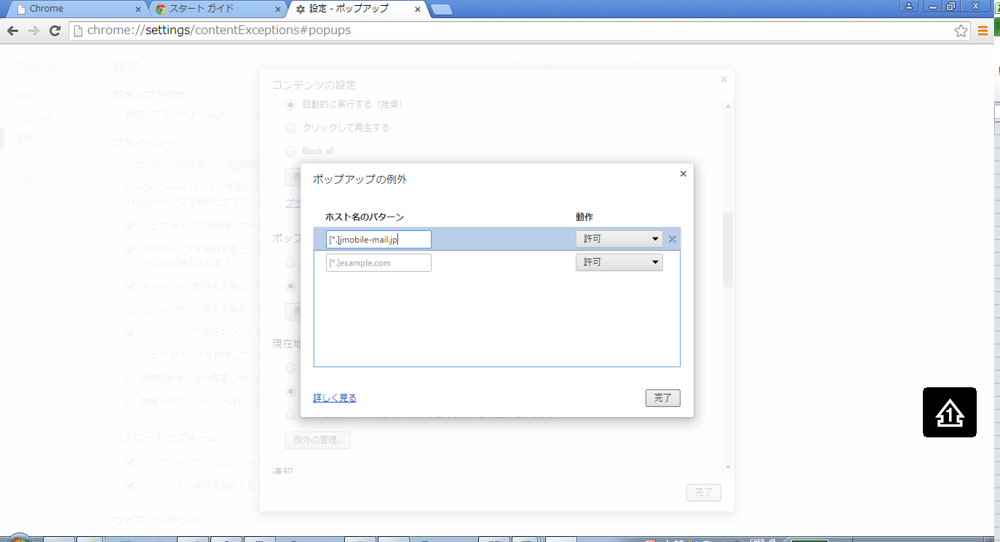 Chrome
スタート ガイド
設定 - ポップアップ
chrome://settings/contentExceptions#popups
Chrome
設定
履歴
拡張機能
設定
既定のブラウザ
既定のブラウザは Google Chrome
プライバシー
コンテンツの設定...
閲覧履歴
Google Chrome は、より快適なブ
れらのサービスを無効にすること
ウェブ サービスを使用してナ
予測サービスを使用すると、
や URL が補完されます
ネットワーク動作を予測して
セキュリティに関する事象に
フィッシングや不正なソフト
ウェブ サービスを使用してス
使用統計データや障害レポー
閲覧トラフィックと一緒に「
パスワードとフォーム
ワンクリックでのウェブ フォー
パスワードの保存を確認する
ウェブ コンテンツ
コンテンツの設定
自動的に実行する（推奨）
クリックして再生する
Block all
例
プラ
ポップ
例
現在地
例外の管理...
通知
完了
ポップアップの例外
ホスト名のパターン
動作
[*.]jmobile-mail.jp
許可
[*.]example.com
許可
詳しく見る
完了
1